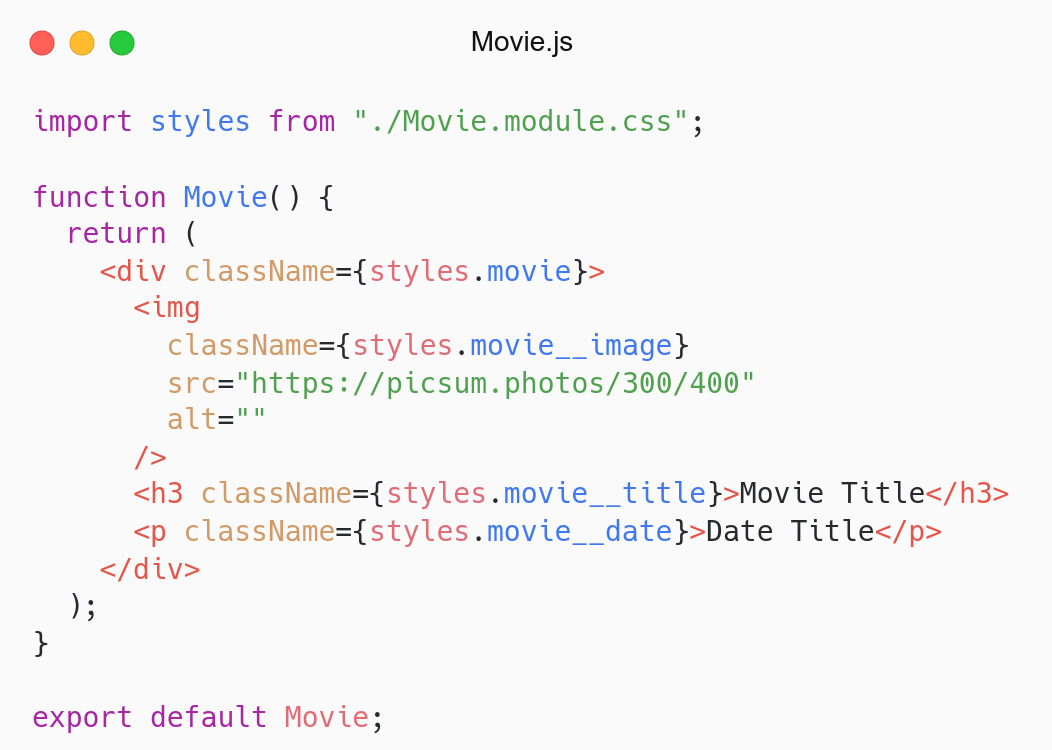 Movie.js
import styles from "./Movie.module.css";
function Movie() {
  return (
    <div className={styles.movie}>
      <img
        className={styles.movie__image}
        src="https://picsum.photos/300/400"
        alt=""
      />
      <h3 className={styles.movie__title}>Movie Title</h3>
      <p className={styles.movie__date}>Date Title</p>
    </div>
  );
}
export default Movie;